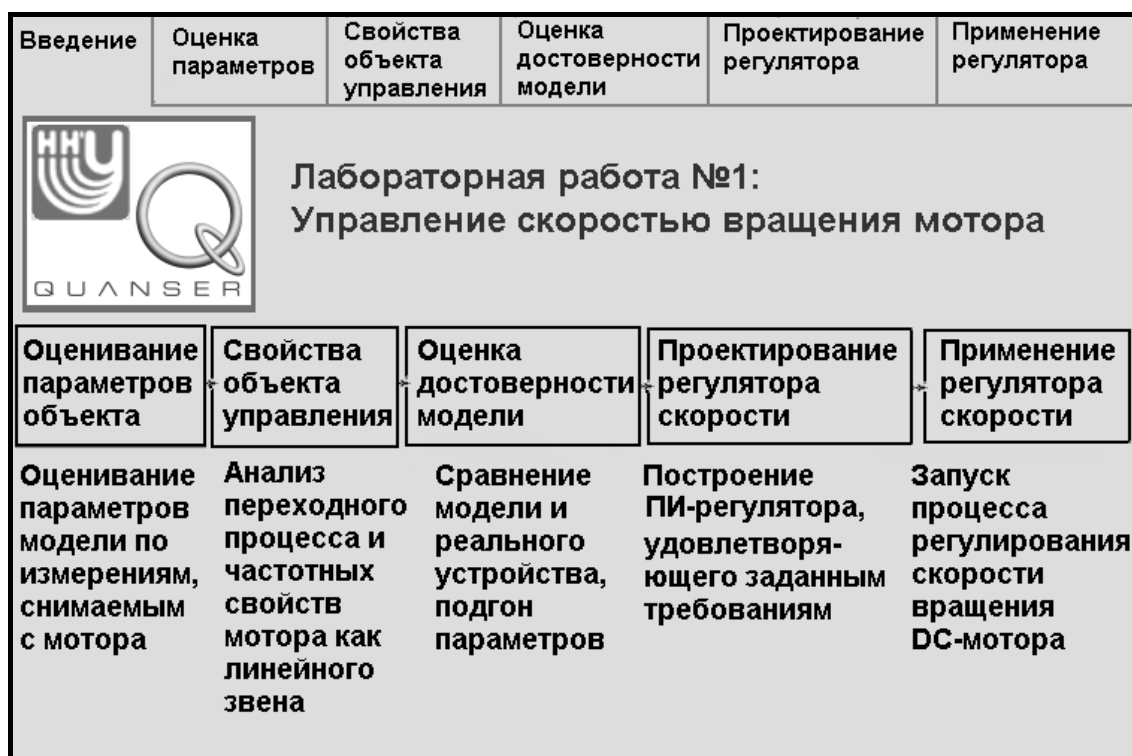 Введение
Оценка
параметров
Свойства
объекта
управления
Оценка
достоверности
модели
Проектирование
регулятора
Применение
регулятора
ННУ
QUANSER
Лабораторная работа №1:
Управление скоростью вращения мотора
Оценивание
параметров
объекта
Свойства
объекта
управления
Оценка
достоверности
модели
Проектирование
регулятора
скорости
Применение
регулятора
скорости
Оценивание
параметров
модели по
измерениям,
снимаемым
с мотора
Анализ
переходного
процесса и
частотных
свойств
мотора как
линейного
звена
Сравнение
модели и
реального
устройства,
подгон
параметров
Построение
ПИ-регулятора,
удовлетворя-
ющего заданным
требованиям
Запуск
процесса
регулирования
скорости
вращения
DC-мотора